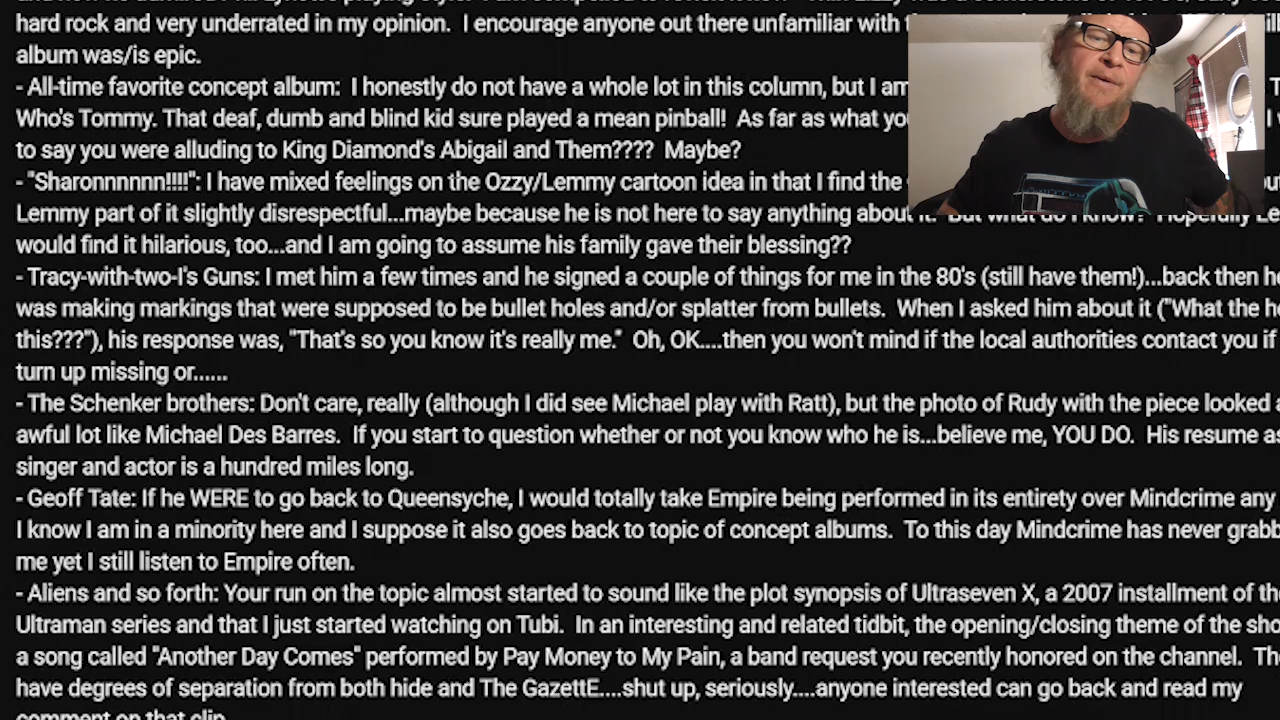 hard rock and very underrated in my opinion.  I encourage anyone out there unfamiliar with
album was/is epic.
- All-time favorite concept album:  I honestly do not have a whole lot in this column, but I am
Who's Tommy. That deaf, dumb and blind kid sure played a mean pinball!  As far as what
to say you were alluding to King Diamond's Abigail and Them????  Maybe?
- "Sharonnnnnn!!!!": I have mixed feelings on the Ozzy/Lemmy cartoon idea in that I find the
Lemmy part of it slightly disrespectful...maybe because he is not here to say anything about it.  But what do I know?  Hopefully
would find it hilarious, too...and I am going to assume his family gave their blessing??
- Tracy-with-two-I's Guns: I met him a few times and he signed a couple of things for me in the 80's (still have them!)...back then
was making markings that were supposed to be bullet holes and/or splatter from bullets.  When I asked him about it ("What the
this???"), his response was, "That's so you know it's really me."  Oh, OK....then you won't mind if the local authorities contact you if
turn up missing or......
- The Schenker brothers: Don't care, really (although I did see Michael play with Ratt), but the photo of Rudy with the piece looked
awful lot like Michael Des Barres.  If you start to question whether or not you know who he is...believe me, YOU DO.  His resume
singer and actor is a hundred miles long.
- Geoff Tate: If he WERE to go back to Queensyche, I would totally take Empire being performed in its entirety over Mindcrime any
I know I am in a minority here and I suppose it also goes back to topic of concept albums.  To this day Mindcrime has never
me yet I still listen to Empire often.
- Aliens and so forth: Your run on the topic almost started to sound like the plot synopsis of Ultraseven X, a 2007 installment of
Ultraman series and that I just started watching on Tubi.  In an interesting and related tidbit, the opening/closing theme of the
a song called "Another Day Comes" performed by Pay Money to My Pain, a band request you recently honored on the channel.
have degrees of separation from both hide and The GazettE....shut up, seriously....anyone interested can go back and read my
comment on that clip